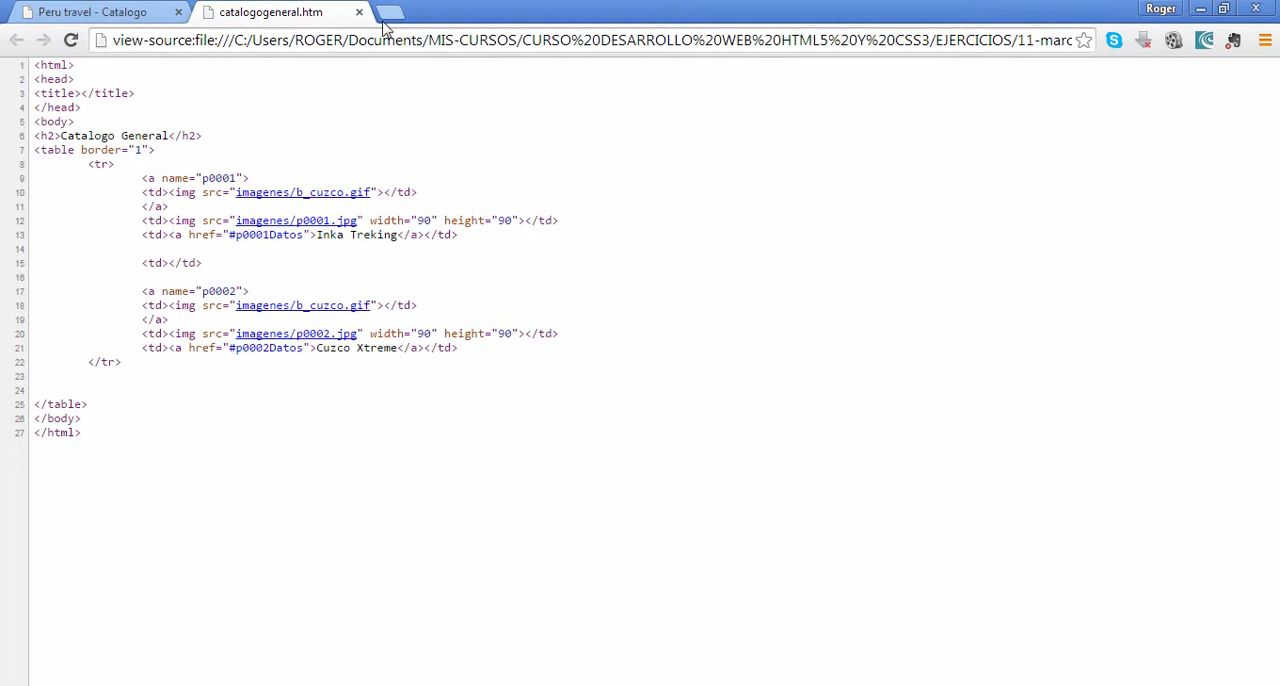 Peru travel - Catalogo
catalogogeneral.htm
Roger
view-source:file:///C:/Users/ROGER/Documents/MIS-CURSOS/CURSO%20DESARROLLO%20WEB%20HTML5%20Y%20CSS3/EJERCICIOS/11-marc
1 <html>
2 <head>
3 <title></title>
4 </head>
5 <body>
6 <h2>Catalogo General</h2>
7 <table border="1">
8 <tr>
9 <a name="p0001">
10 <td><img src="imagenes/b_cuzco.gif"></td>
11 </a>
12 <td><img src="imagenes/p0001.jpg" width="90" height="90"></td>
13 <td><a href="#p0001Datos">Inka Treking</a></td>
14
15 <td></td>
16
17 <a name="p0002">
18 <td><img src="imagenes/b_cuzco.gif"></td>
19 </a>
20 <td><img src="imagenes/p0002.jpg" width="90" height="90"></td>
21 <td><a href="#p0002Datos">Cuzco Xtreme</a></td>
22 </tr>
23
24
25 </table>
26 </body>
27 </html>